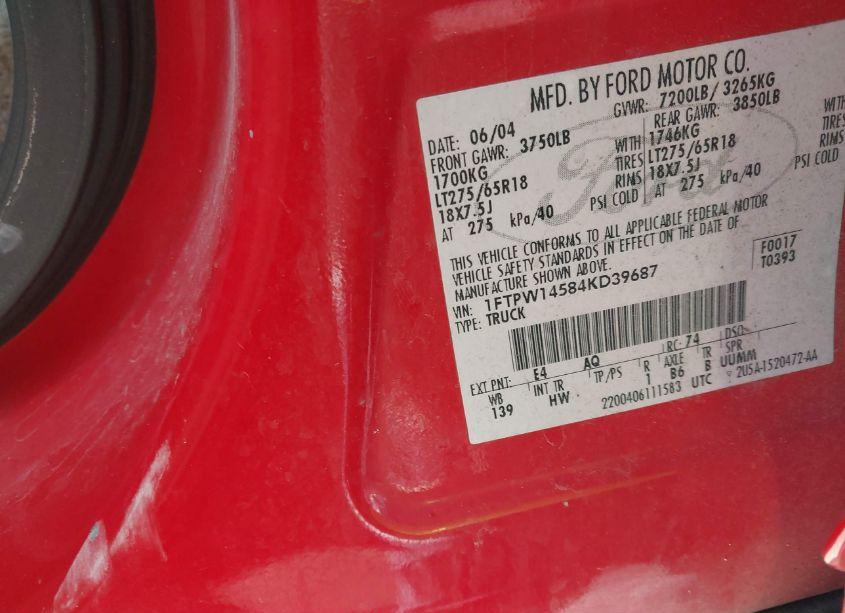 MFD. BY FORD MOTOR CO.
DATE: 06/04 GVWR: 7200LB/ 3265KG
FRONT GAWR: 3750LB REAR GAWR: 3850LB
1700KG WITH 1746KG WITH
LT275/65R18 TIRES LT275/65R18 TIRES
18X7.5J RIMS 18X7.5J RIMS
AT 275 kPa/40 PSI COLD AT 275 kPa/40 PSI COLD
THIS VEHICLE CONFORMS TO ALL APPLICABLE FEDERAL MOTOR
VEHICLE SAFETY STANDARDS IN EFFECT ON THE DATE OF
MANUFACTURE SHOWN ABOVE.
VIN: 1FTPW14584KD39687 F0017
TYPE: TRUCK T0393
EXT PNT: E4 AQ RC: 74 DSO:
WB INT TR TP/PS R AXLE TR SPR
139 HW 1 B6 B UUMM
2200406111583 UTC 2U5A-1520472-AA
Ford